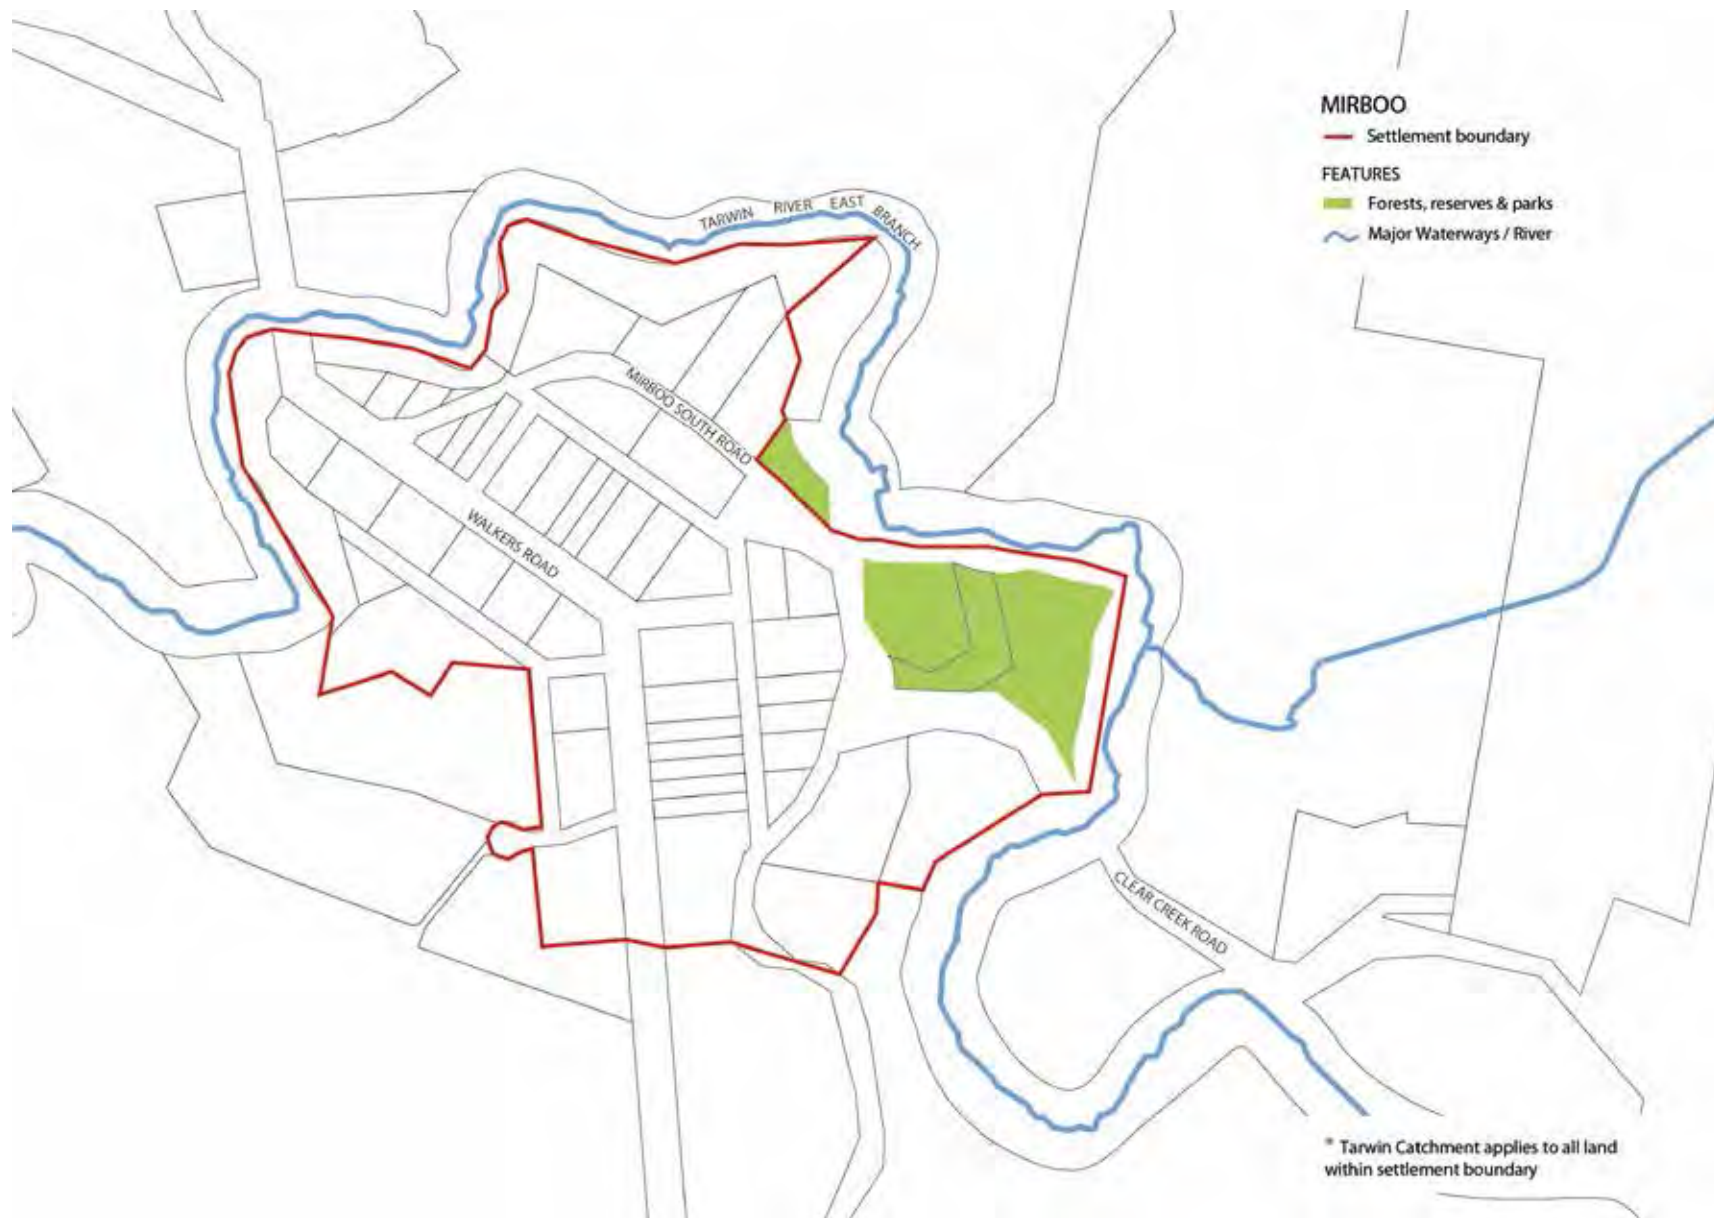 MIRBOO
Settlement boundary
FEATURES
Forests, reserves & parks
Major Waterways / River
TARWIN RIVER EAST BRANCH
MIRBOO SOUTH ROAD
WALKERS ROAD
CLEAR CREEK ROAD
* Tarwin Catchment applies to all land
within settlement boundary